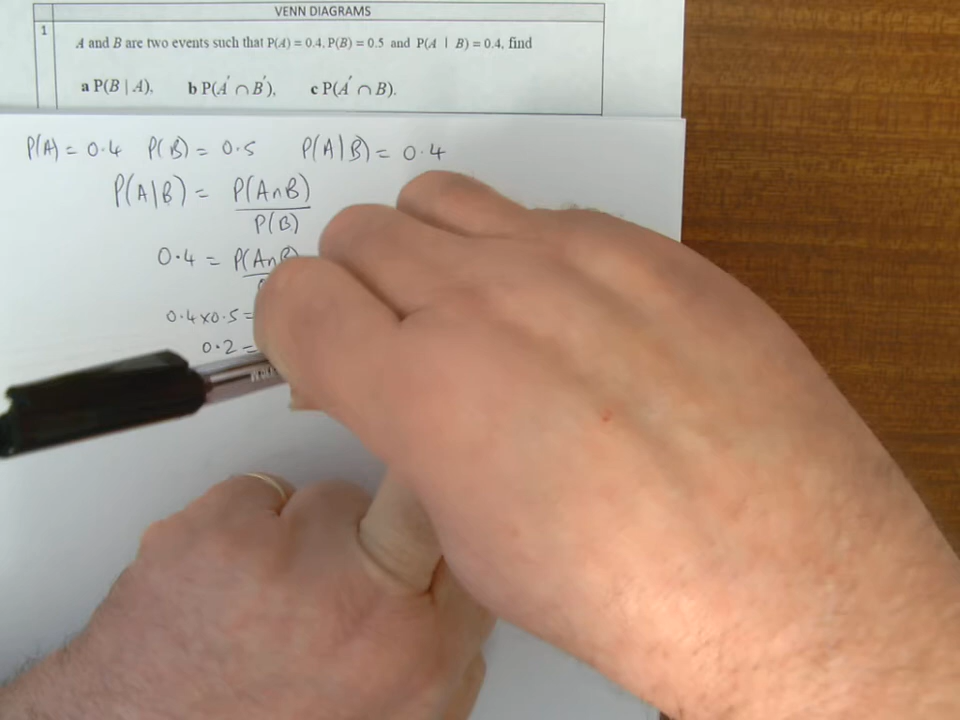 VENN DIAGRAMS
1
A and B are two events such that P(A) = 0.4, P(B) = 0.5 and P(A | B) = 0.4, find
a P(B | A),   b P(A′ ∩ B′),   c P(A′ ∩ B).
P(A) = 0.4   P(B) = 0.5   P(A|B) = 0.4
P(A|B) = P(A∩B)
P(B)
0.4 = P(A∩B)
0.4×0.5 =
0.2 =